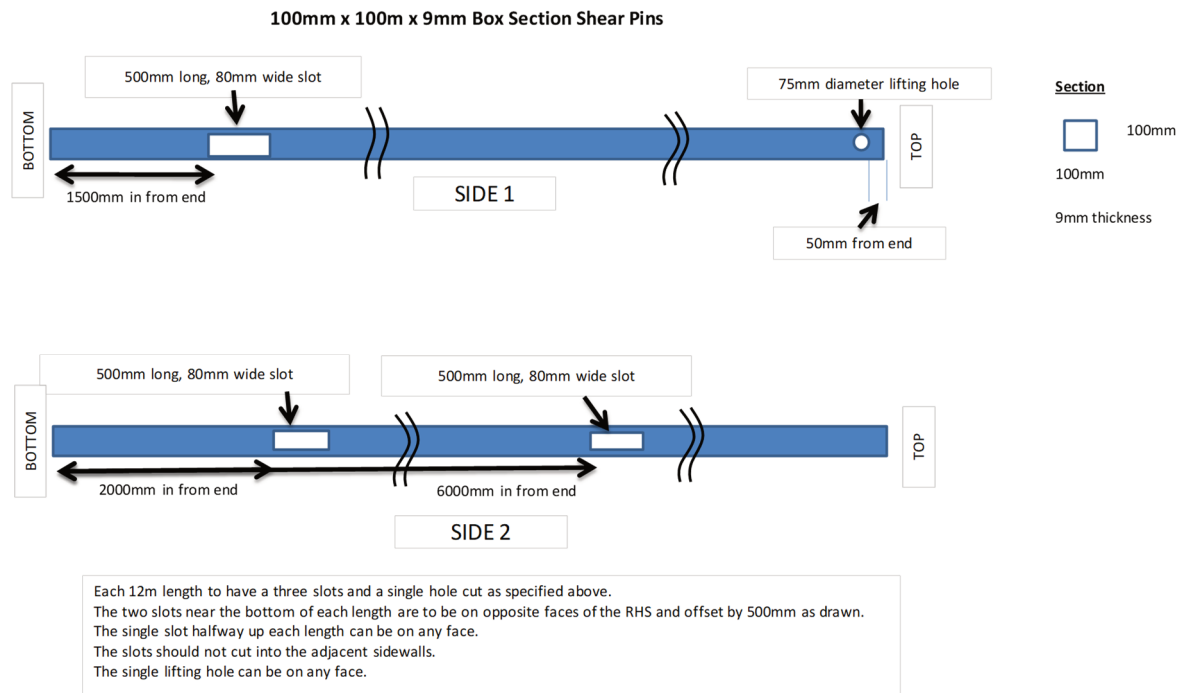 100mm x 100m x 9mm Box Section Shear Pins
500mm long, 80mm wide slot
75mm diameter lifting hole
Section
BOTTOM
TOP
100mm
100mm
1500mm in from end
SIDE 1
9mm thickness
50mm from end
500mm long, 80mm wide slot
500mm long, 80mm wide slot
BOTTOM
TOP
2000mm in from end
6000mm in from end
SIDE 2
Each 12m length to have a three slots and a single hole cut as specified above.
The two slots near the bottom of each length are to be on opposite faces of the RHS and offset by 500mm as drawn.
The single slot halfway up each length can be on any face.
The slots should not cut into the adjacent sidewalls.
The single lifting hole can be on any face.